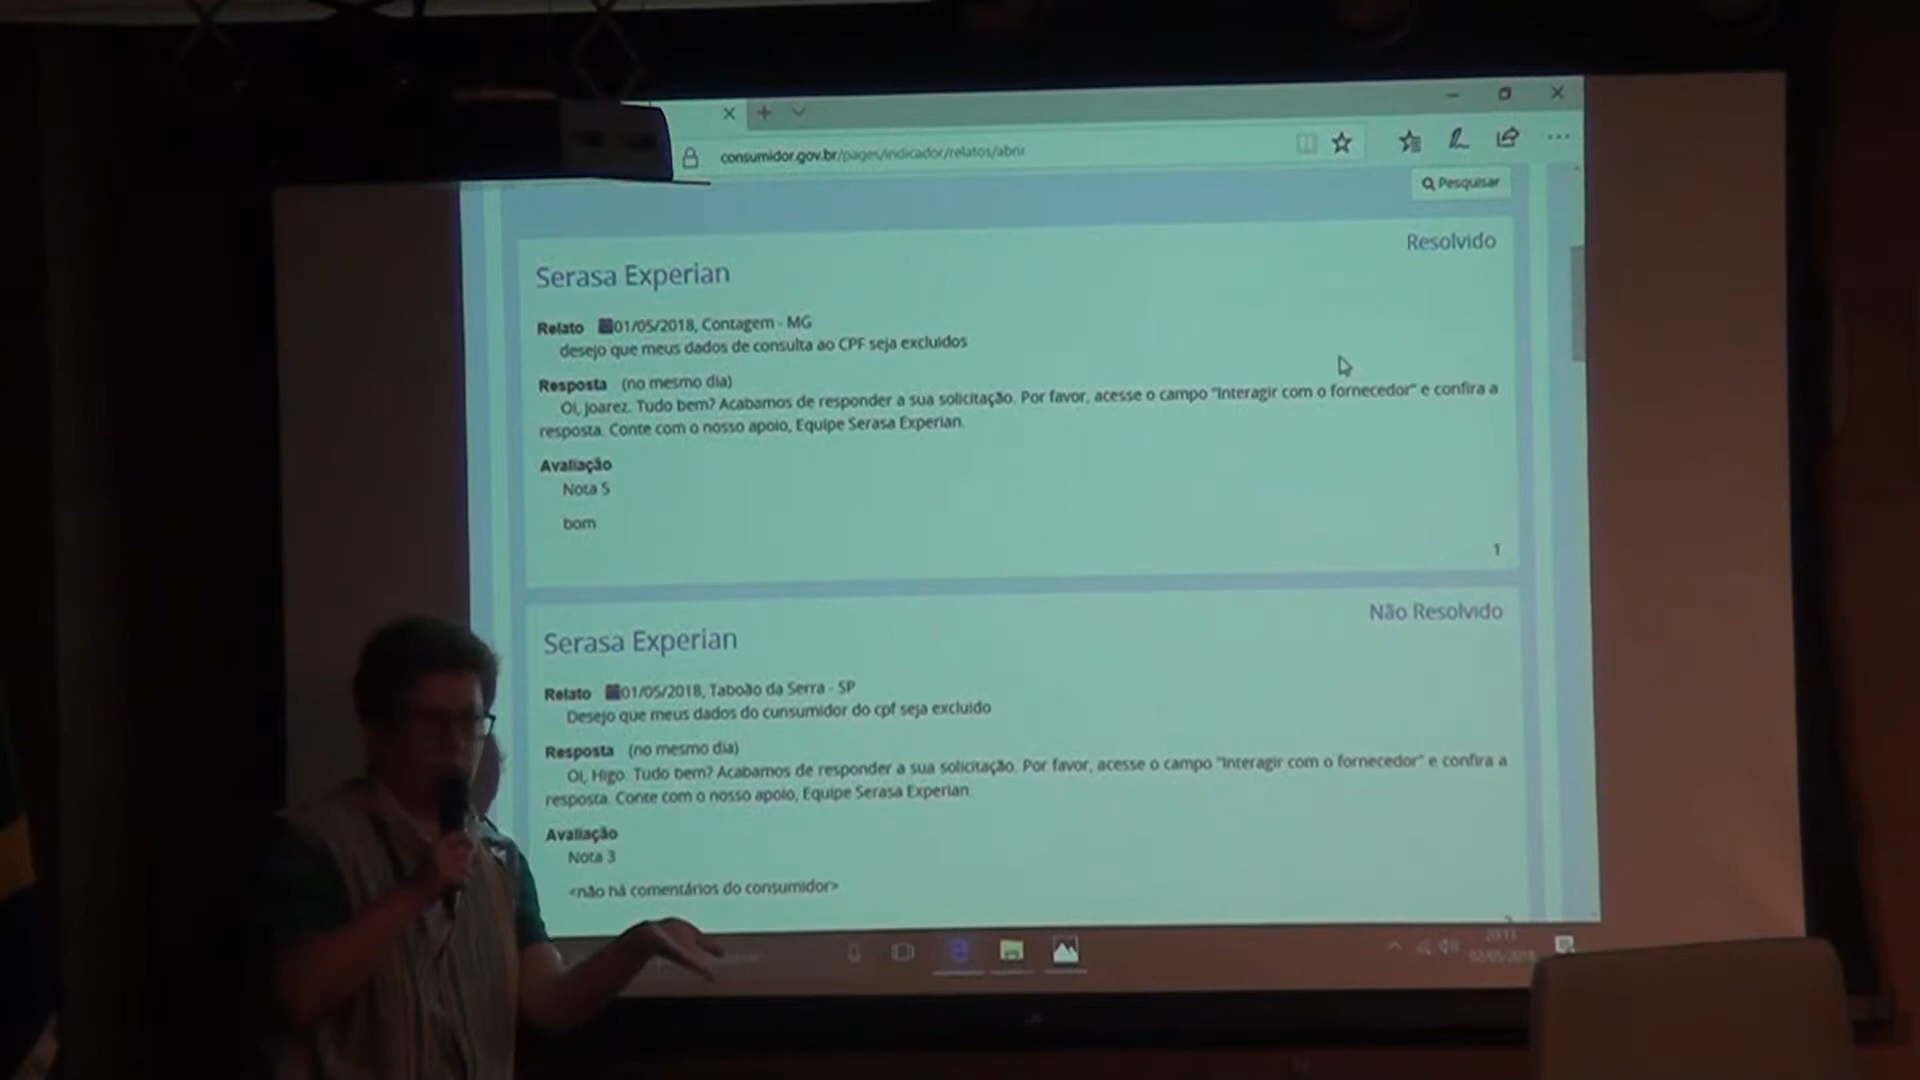 consumidor.gov.br/pages/indicador/relatos/abrir
Pesquisar
Resolvido
Serasa Experian
Relato 01/05/2018, Contagem - MG
desejo que meus dados de consulta ao CPF seja excluidos
Resposta (no mesmo dia)
Oi, Joarez. Tudo bem? Acabamos de responder a sua solicitação. Por favor, acesse o campo "Interagir com o fornecedor" e confira a
resposta. Conte com o nosso apoio, Equipe Serasa Experian.
Avaliação
Nota 5
bom
1
Não Resolvido
Serasa Experian
Relato 01/05/2018, Taboão da Serra - SP
Desejo que meus dados do cunsumidor do cpf seja excluido
Resposta (no mesmo dia)
Oi, Higo. Tudo bem? Acabamos de responder a sua solicitação. Por favor, acesse o campo "Interagir com o fornecedor" e confira a
resposta. Conte com o nosso apoio, Equipe Serasa Experian.
Avaliação
Nota 3
<não há comentários do consumidor>
02/05/2018